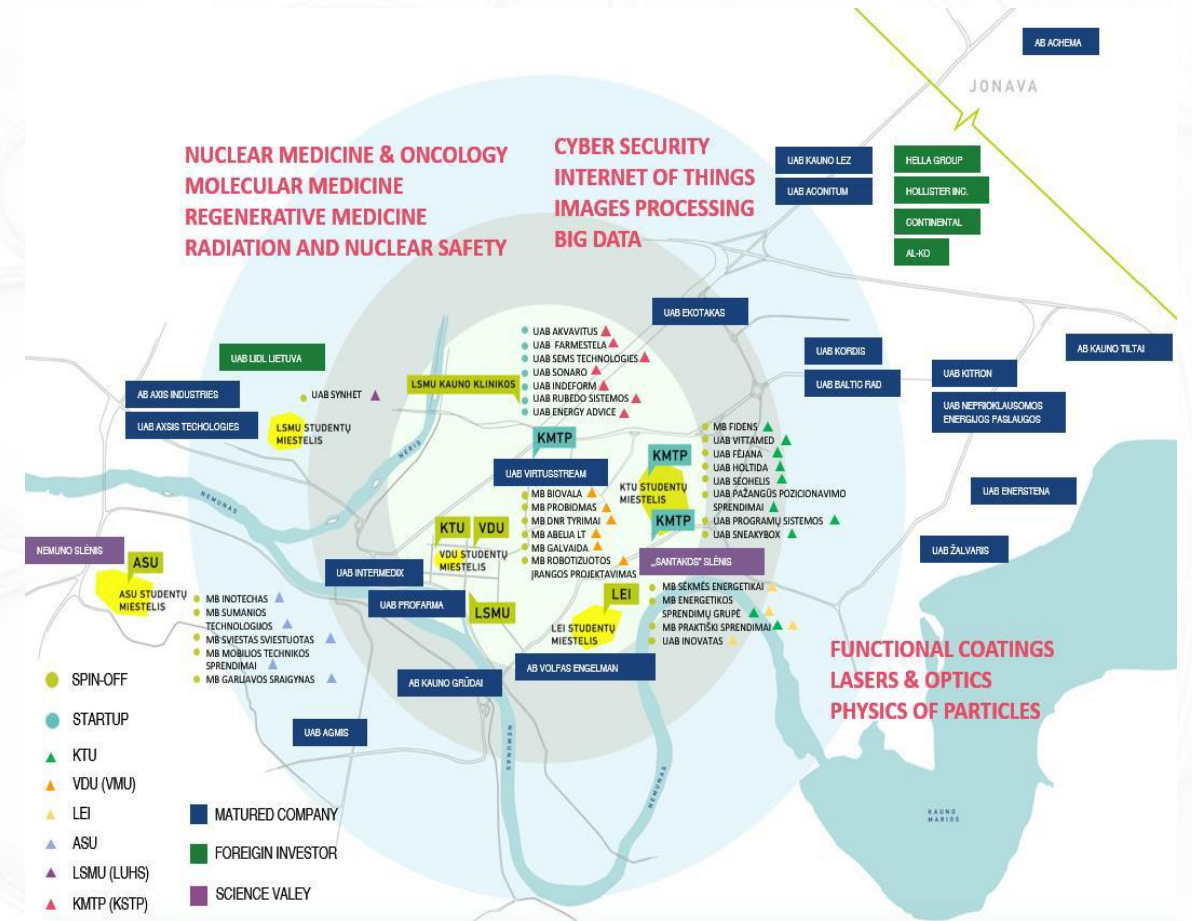 AB ACHEMA
JONAVA
NUCLEAR MEDICINE & ONCOLOGY
MOLECULAR MEDICINE
REGENERATIVE MEDICINE
RADIATION AND NUCLEAR SAFETY
CYBER SECURITY
INTERNET OF THINGS
IMAGES PROCESSING
BIG DATA
UAB KAUNO LEZ
UAB ACONITUM
HELLA GROUP
HOLLISTER INC.
CONTINENTAL
AL-KO
UAB EKOTAKAS
UAB LIDL LIETUVA
AB AXIS INDUSTRIES
UAB AXSIS TECHOLOGIES
UAB SYNHET
LSMU STUDENTŲ
MIESTELIS
LSMU KAUNO KLINIKOS
UAB AKVAVITUS
UAB FARMESTELA
UAB SEMS TECHNOLOGIES
UAB SONARO
UAB INDEFORM
UAB RUBEDO SISTEMOS
UAB ENERGY ADVICE
UAB KORDIS
UAB BALTIC RAD
AB KAUNO TILTAI
UAB KITRON
UAB NEPRIOKLAUSOMOS
ENERGIJOS PASLAUGOS
UAB ENERSTENA
UAB ŽALVARIS
NERIS
NEMUNAS
KMTP
UAB VIRTUSSTREAM
MB BIOVALA
MB PROBIOMAS
MB DNR TYRIMAI
MB ABELIA LT
MB GALVAIDA
MB ROBOTIZUOTOS
ĮRANGOS PROJEKTAVIMAS
KMTP
KTU STUDENTŲ
MIESTELIS
KMTP
MB FIDENS
UAB VITTAMED
UAB FĖJANA
UAB HOLTIDA
UAB SEOHELIS
UAB PAŽANGŪS POZICIONAVIMO
SPRENDIMAI
UAB PROGRAMŲ SISTEMOS
UAB SNEAKYBOX
„SANTAKOS" SLĖNIS
KTU
VDU
VDU STUDENTŲ
MIESTELIS
LSMU
LEI
LEI STUDENTŲ
MIESTELIS
MB SĖKMĖS ENERGETIKAI
MB ENERGETIKOS
SPRENDIMŲ GRUPĖ
MB PRAKTIŠKI SPRENDIMAI
UAB INOVATAS
NEMUNO SLĖNIS
ASU
ASU STUDENTŲ
MIESTELIS
MB INOTECHAS
MB SUMANIOS
TECHNOLOGIJOS
MB SVIESTAS SVIESTUOTAS
MB MOBILIOS TECHNIKOS
SPRENDIMAI
MB GARLIAVOS SRAIGYNAS
UAB INTERMEDIX
UAB PROFARMA
AB KAUNO GRŪDAI
AB VOLFAS ENGELMAN
UAB AGMIS
NEMUNAS
NEMUNAS
FUNCTIONAL COATINGS
LASERS & OPTICS
PHYSICS OF PARTICLES
KAUNO
MARIOS
SPIN-OFF
STARTUP
KTU
VDU (VMU)
LEI
ASU
LSMU (LUHS)
KMTP (KSTP)
MATURED COMPANY
FOREIGIN INVESTOR
SCIENCE VALEY